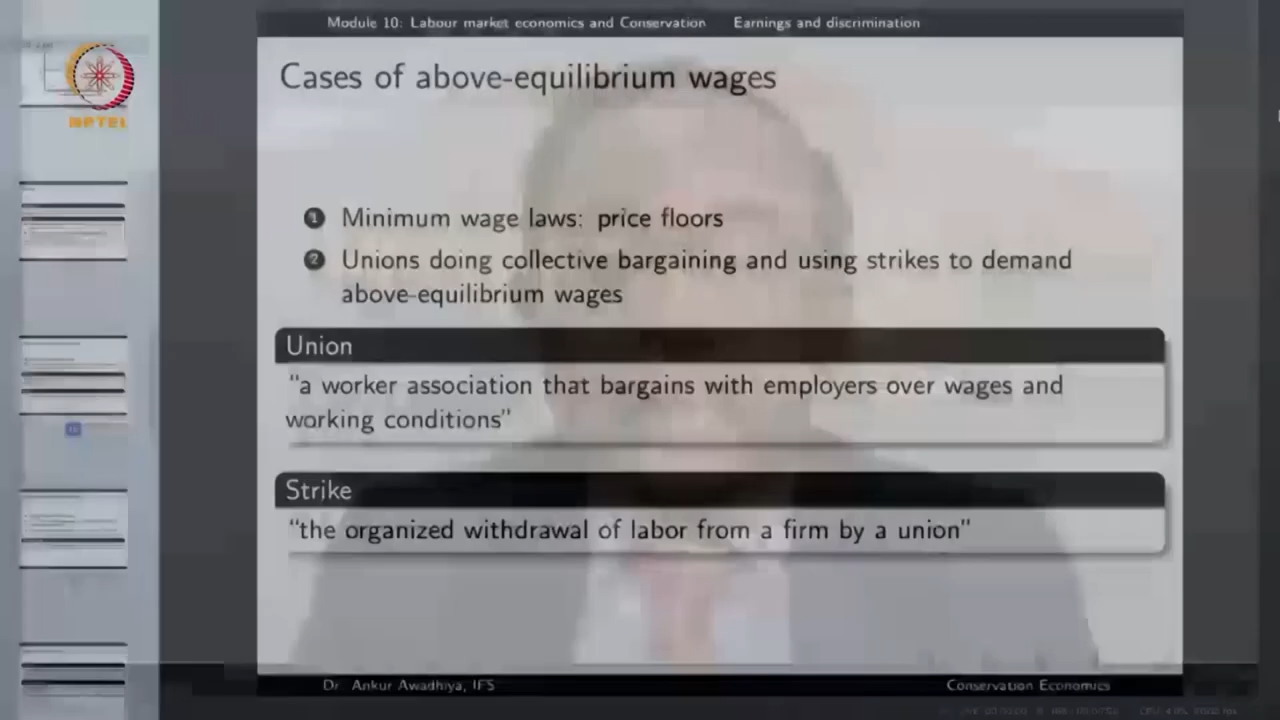 Module 10: Labour market economics and Conservation Earnings and discrimination
NPTEL
Cases of above-equilibrium wages
1 Minimum wage laws: price floors
2 Unions doing collective bargaining and using strikes to demand
above-equilibrium wages
Union
"a worker association that bargains with employers over wages and
working conditions"
Strike
"the organized withdrawal of labor from a firm by a union"
Dr. Ankur Awadhiya, IFS Conservation Economics